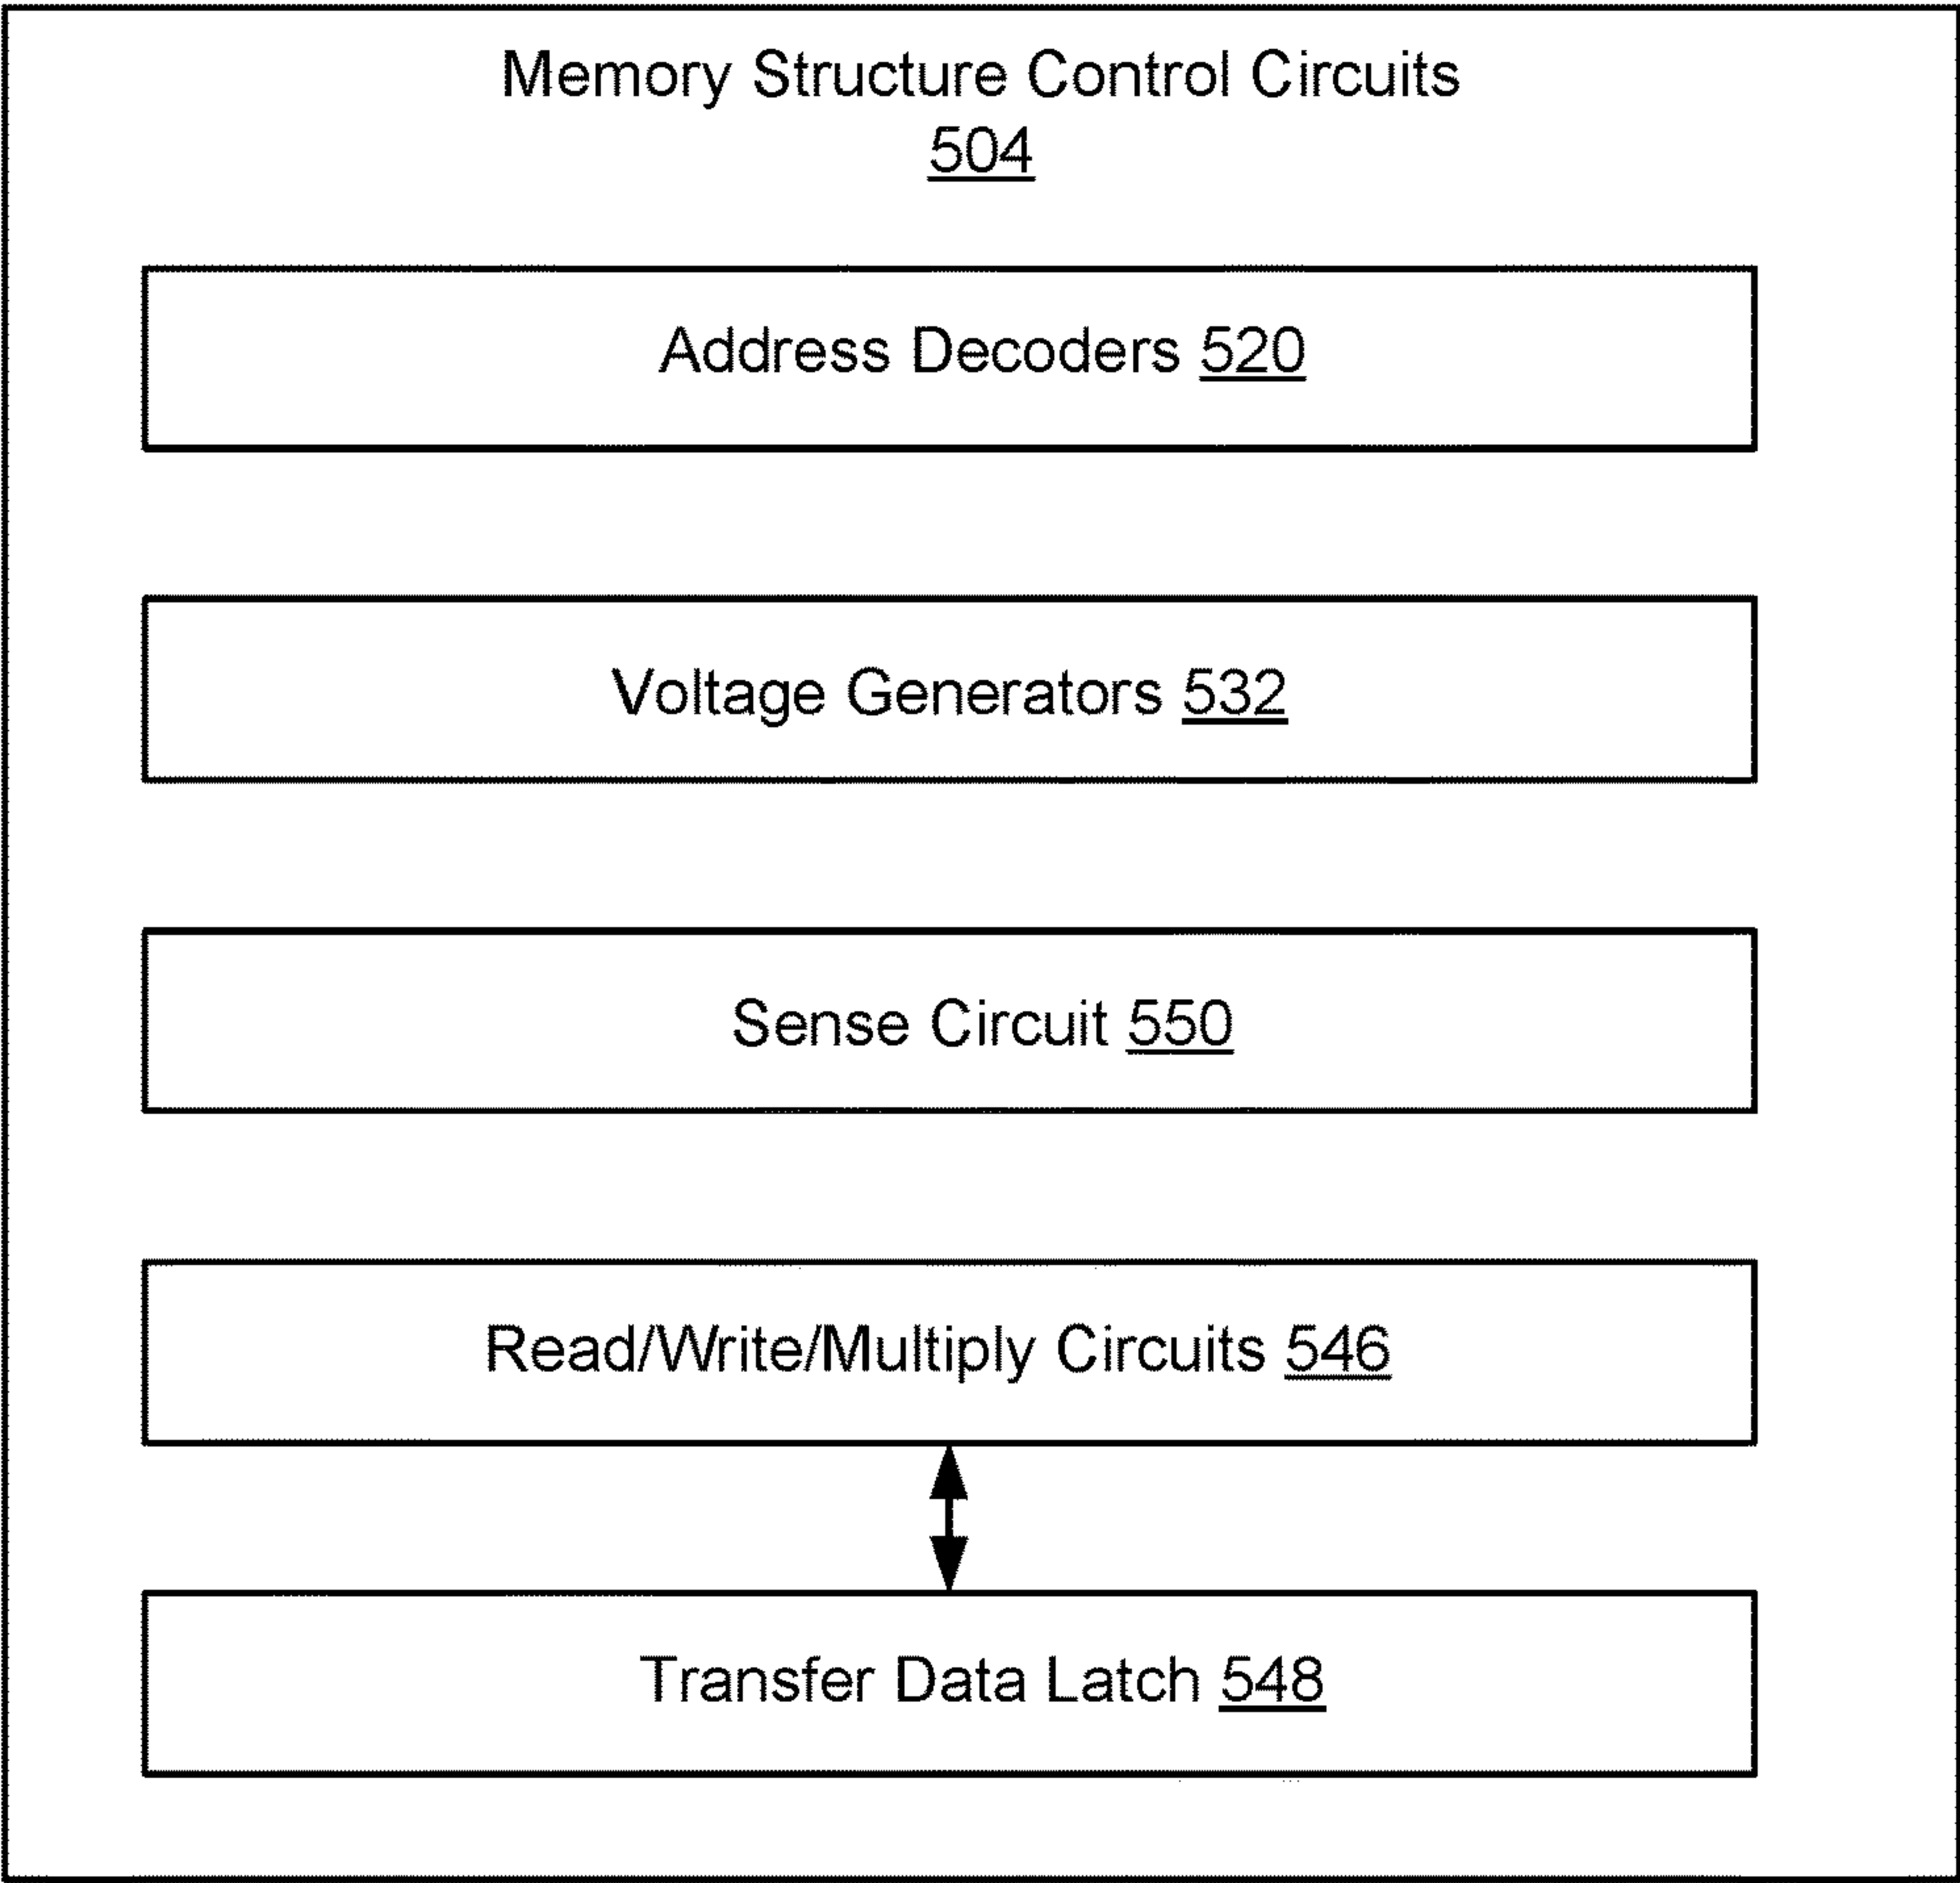 Memory Structure Control Circuits
504
Address Decoders 520
Voltage Generators 532
Sense Circuit 550
Read/Write/Multiply Circuits 546
Transfer Data Latch 548